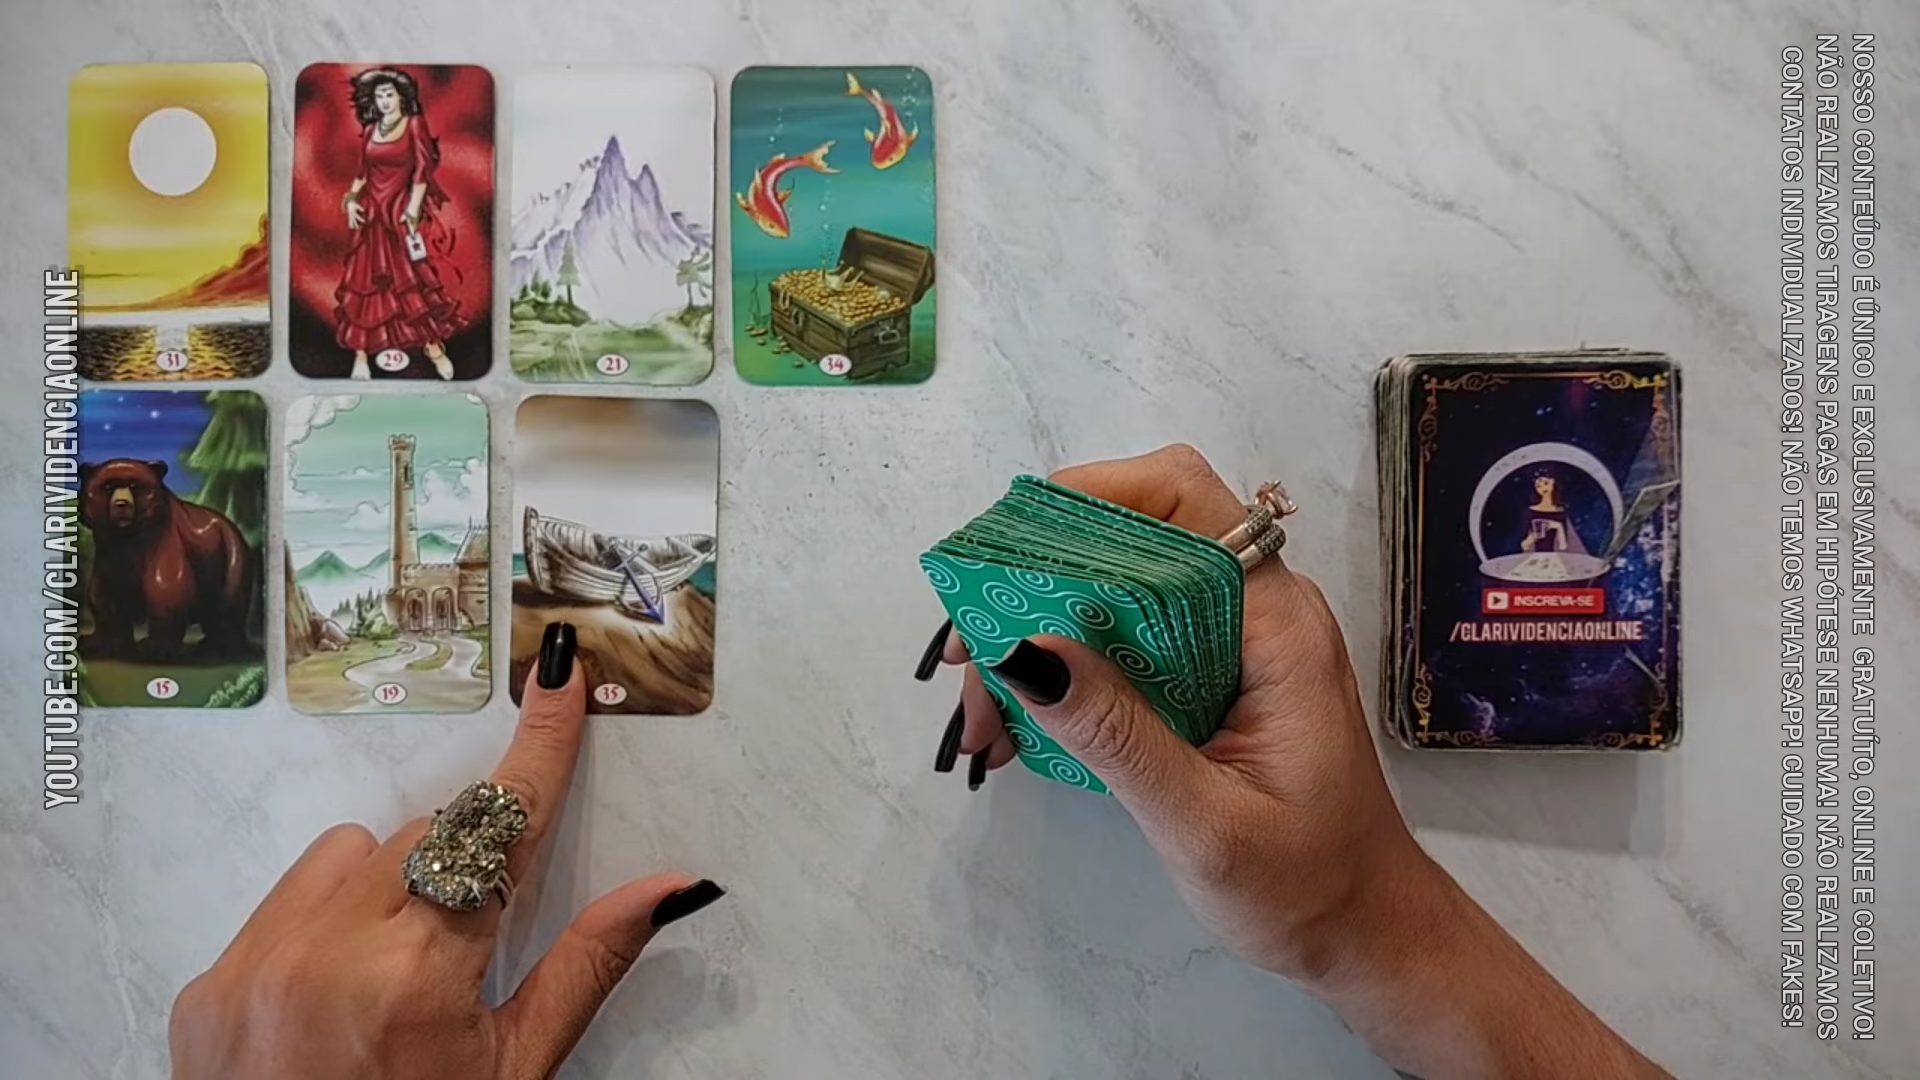 YOUTUBE.COM/CLARIVIDENCIAONLINE
31
29
21
34
15
19
35
INSCREVA-SE
/CLARIVIDENCIAONLINE
NOSSO CONTEÚDO É ÚNICO E EXCLUSIVAMENTE GRATUÍTO, ONLINE E COLETIVO!
NÃO REALIZAMOS TIRAGENS PAGAS EM HIPÓTESE NENHUMA! NÃO REALIZAMOS
CONTATOS INDIVIDUALIZADOS! NÃO TEMOS WHATSAPP! CUIDADO COM FAKES!